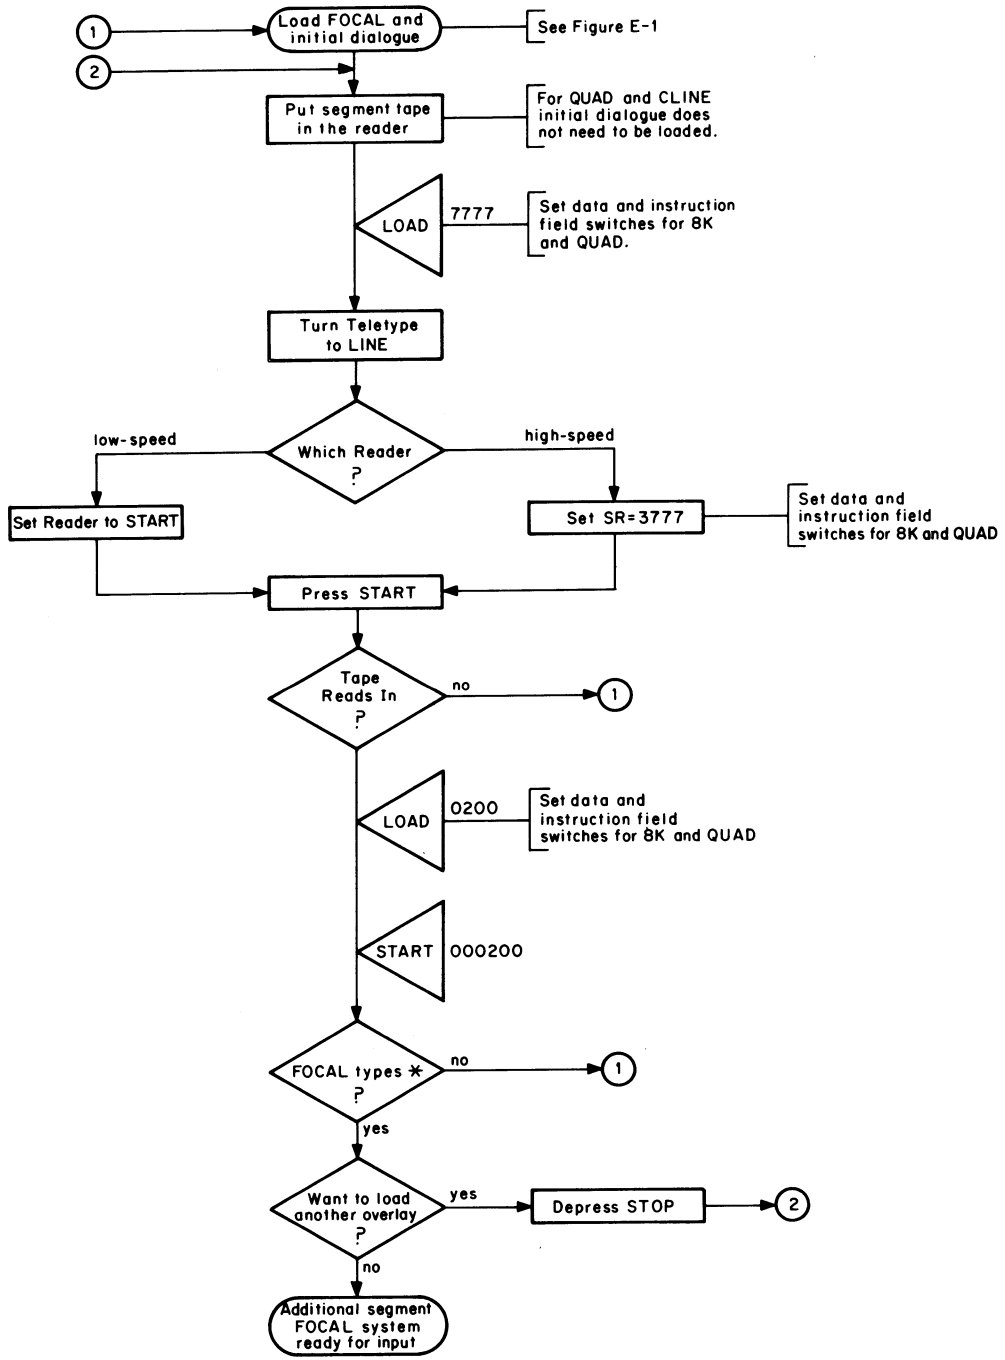 1
Load FOCAL and
initial dialogue
See Figure E-1
2
Put segment tape
in the reader
For QUAD and CLINE
initial dialogue does
not need to be loaded.
LOAD
7777
Set data and instruction
field switches for 8K
and QUAD.
Turn Teletype
to LINE
Which Reader
?
low-speed
high-speed
Set Reader to START
Set SR=3777
Set data and
instruction field
switches for 8K and QUAD
Press START
Tape
Reads In
?
no
1
LOAD
0200
Set data and
instruction field
switches for 8K and QUAD
START
000200
FOCAL types *
?
no
1
yes
Want to load
another overlay
?
yes
Depress STOP
2
no
Additional segment
FOCAL system
ready for input